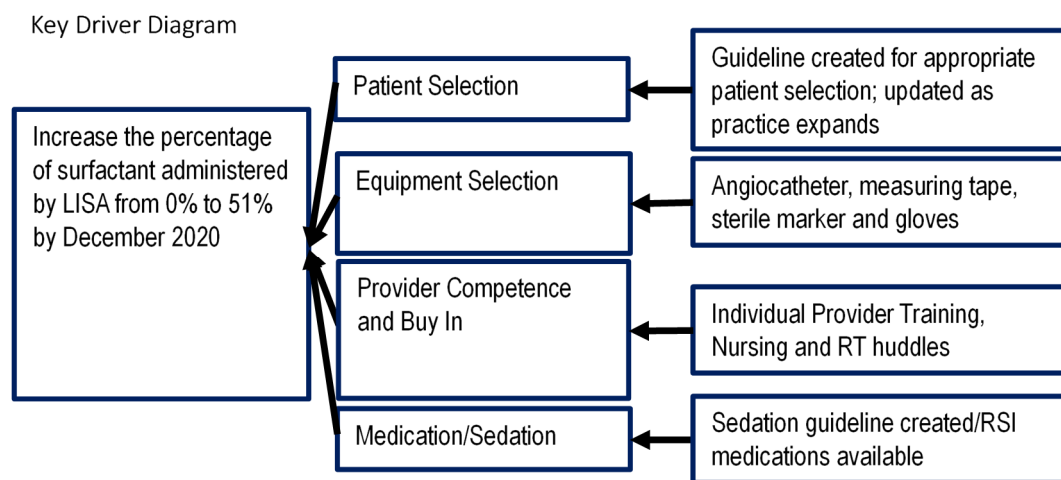 Key Driver Diagram
Increase the percentage
of surfactant administered
by LISA from 0% to 51%
by December 2020
Patient Selection
Guideline created for appropriate
patient selection; updated as
practice expands
Equipment Selection
Angiocatheter, measuring tape,
sterile marker and gloves
Provider Competence
and Buy In
Individual Provider Training,
Nursing and RT huddles
Medication/Sedation
Sedation guideline created/RSI
medications available